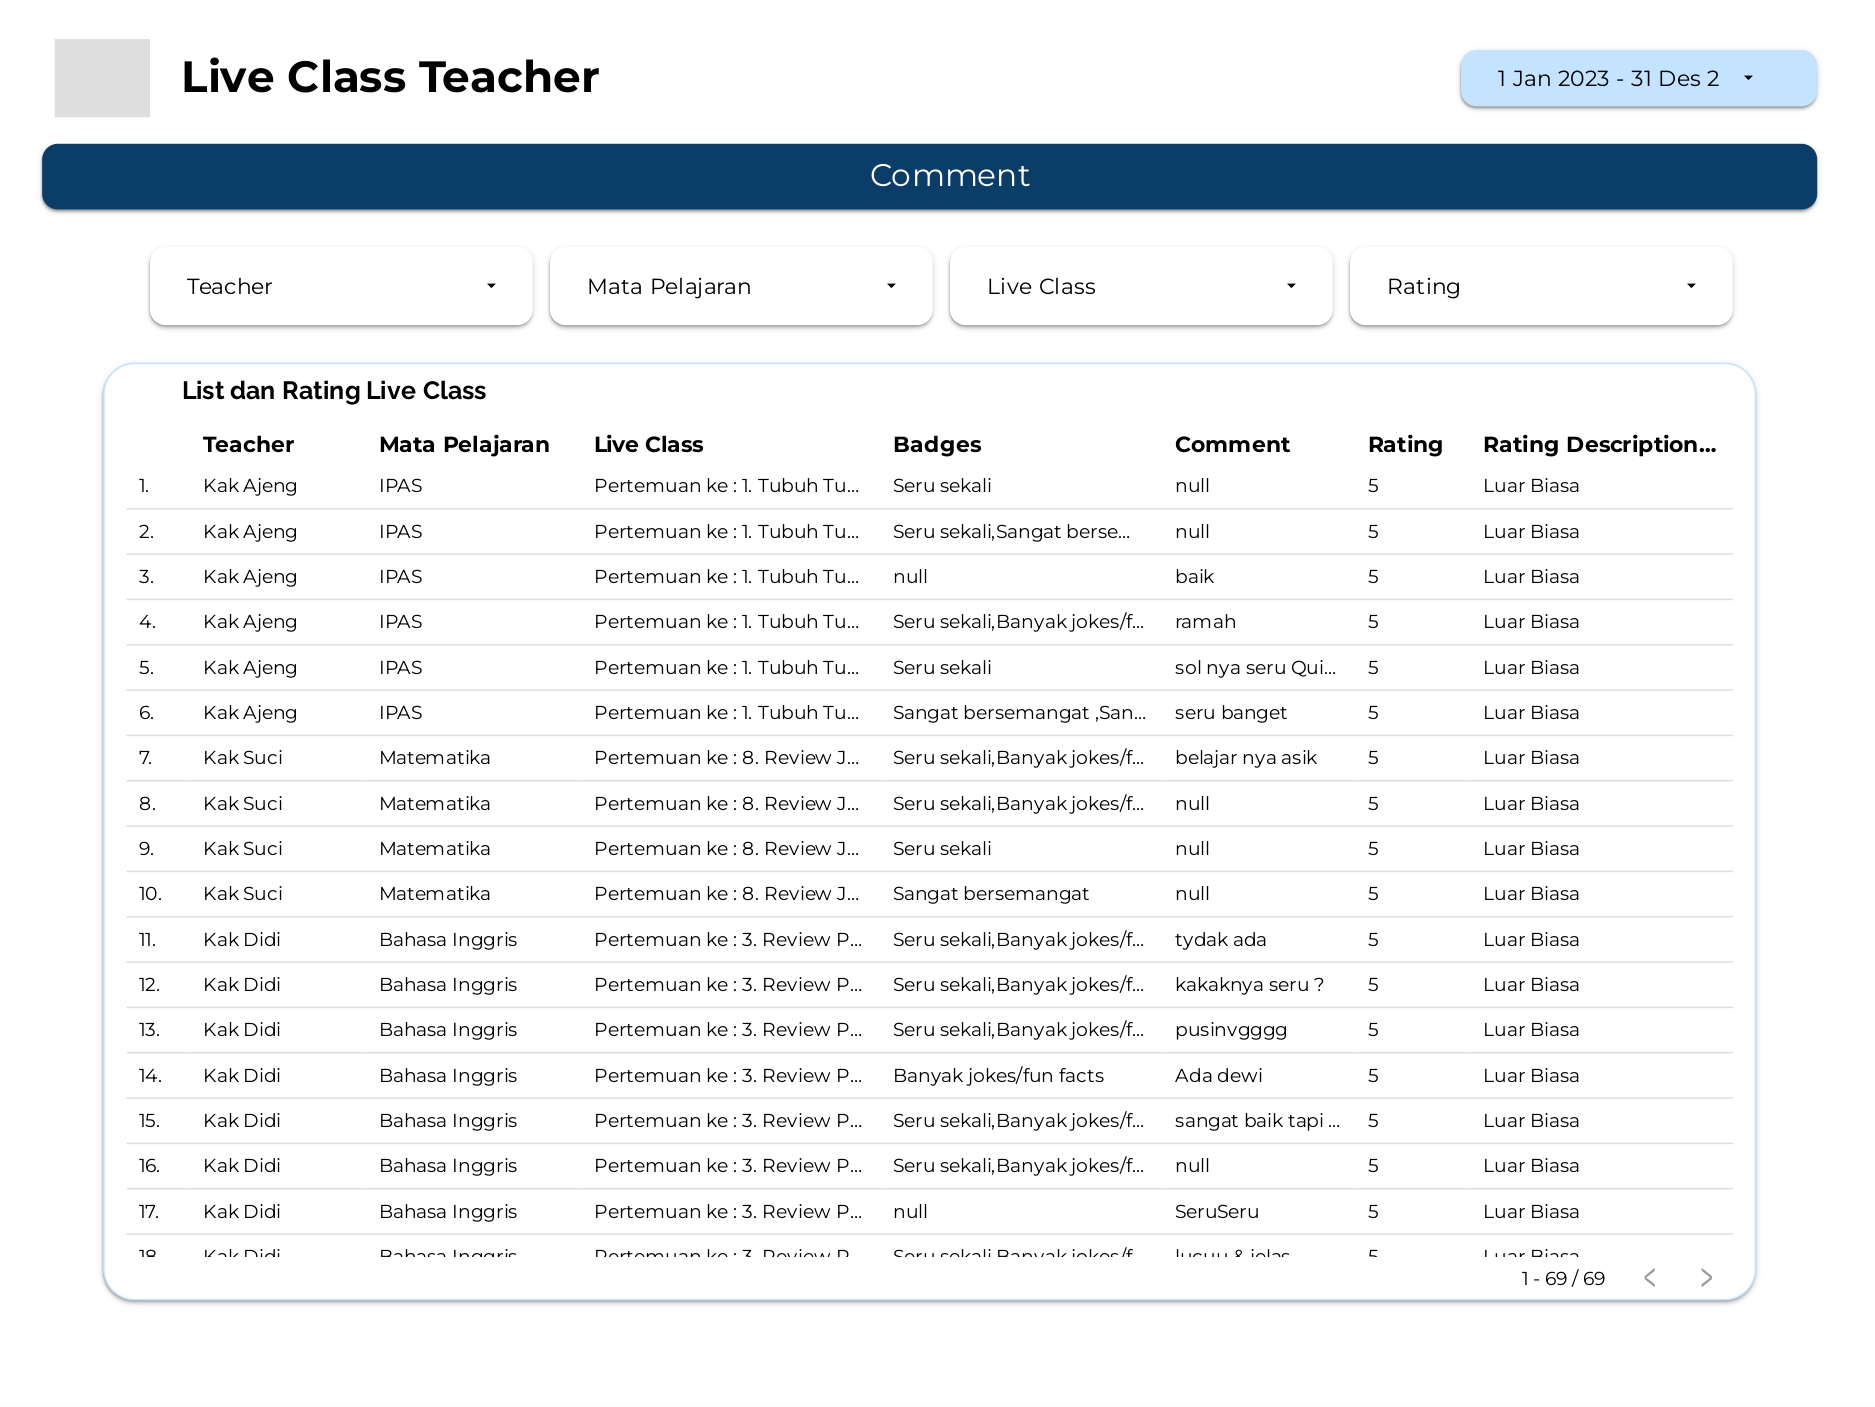 Live Class Teacher
1 Jan 2023 - 31 Des 2
Comment
Teacher Mata Pelajaran Live Class Rating
List dan Rating Live Class
Teacher Mata Pelajaran Live Class Badges Comment Rating Rating Description...
1. Kak Ajeng IPAS Pertemuan ke : 1. Tubuh Tu... Seru sekali null 5 Luar Biasa
2. Kak Ajeng IPAS Pertemuan ke : 1. Tubuh Tu... Seru sekali,Sangat berse... null 5 Luar Biasa
3. Kak Ajeng IPAS Pertemuan ke : 1. Tubuh Tu... null baik 5 Luar Biasa
4. Kak Ajeng IPAS Pertemuan ke : 1. Tubuh Tu... Seru sekali,Banyak jokes/f... ramah 5 Luar Biasa
5. Kak Ajeng IPAS Pertemuan ke : 1. Tubuh Tu... Seru sekali sol nya seru Qui... 5 Luar Biasa
6. Kak Ajeng IPAS Pertemuan ke : 1. Tubuh Tu... Sangat bersemangat ,San... seru banget 5 Luar Biasa
7. Kak Suci Matematika Pertemuan ke : 8. Review J... Seru sekali,Banyak jokes/f... belajar nya asik 5 Luar Biasa
8. Kak Suci Matematika Pertemuan ke : 8. Review J... Seru sekali,Banyak jokes/f... null 5 Luar Biasa
9. Kak Suci Matematika Pertemuan ke : 8. Review J... Seru sekali null 5 Luar Biasa
10. Kak Suci Matematika Pertemuan ke : 8. Review J... Sangat bersemangat null 5 Luar Biasa
11. Kak Didi Bahasa Inggris Pertemuan ke : 3. Review P... Seru sekali,Banyak jokes/f... tydak ada 5 Luar Biasa
12. Kak Didi Bahasa Inggris Pertemuan ke : 3. Review P... Seru sekali,Banyak jokes/f... kakaknya seru ? 5 Luar Biasa
13. Kak Didi Bahasa Inggris Pertemuan ke : 3. Review P... Seru sekali,Banyak jokes/f... pusinvgggg 5 Luar Biasa
14. Kak Didi Bahasa Inggris Pertemuan ke : 3. Review P... Banyak jokes/fun facts Ada dewi 5 Luar Biasa
15. Kak Didi Bahasa Inggris Pertemuan ke : 3. Review P... Seru sekali,Banyak jokes/f... sangat baik tapi ... 5 Luar Biasa
16. Kak Didi Bahasa Inggris Pertemuan ke : 3. Review P... Seru sekali,Banyak jokes/f... null 5 Luar Biasa
17. Kak Didi Bahasa Inggris Pertemuan ke : 3. Review P... null SeruSeru 5 Luar Biasa
18. Kak Didi Bahasa Inggris Pertemuan ke : 3. Review P... Seru sekali,Banyak jokes/f... lucuu & jelas 5 Luar Biasa
1 - 69 / 69